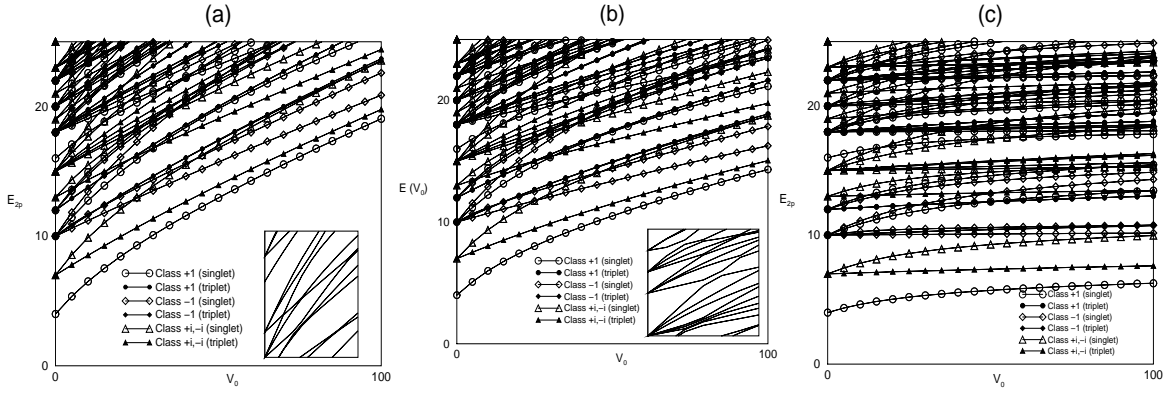 (a)
20
E2p
10
0
0
V0
100
Class +1 (singlet)
Class +1 (triplet)
Class −1 (singlet)
Class −1 (triplet)
Class +i,−i (singlet)
Class +i,−i (triplet)
(b)
20
E (V0)
10
0
0
V0
100
Class +1 (singlet)
Class +1 (triplet)
Class −1 (singlet)
Class −1 (triplet)
Class +i,−i (singlet)
Class +i,−i (triplet)
(c)
20
E2p
10
0
0
V0
100
Class +1 (singlet)
Class +1 (triplet)
Class −1 (singlet)
Class −1 (triplet)
Class +i,−i (singlet)
Class +i,−i (triplet)